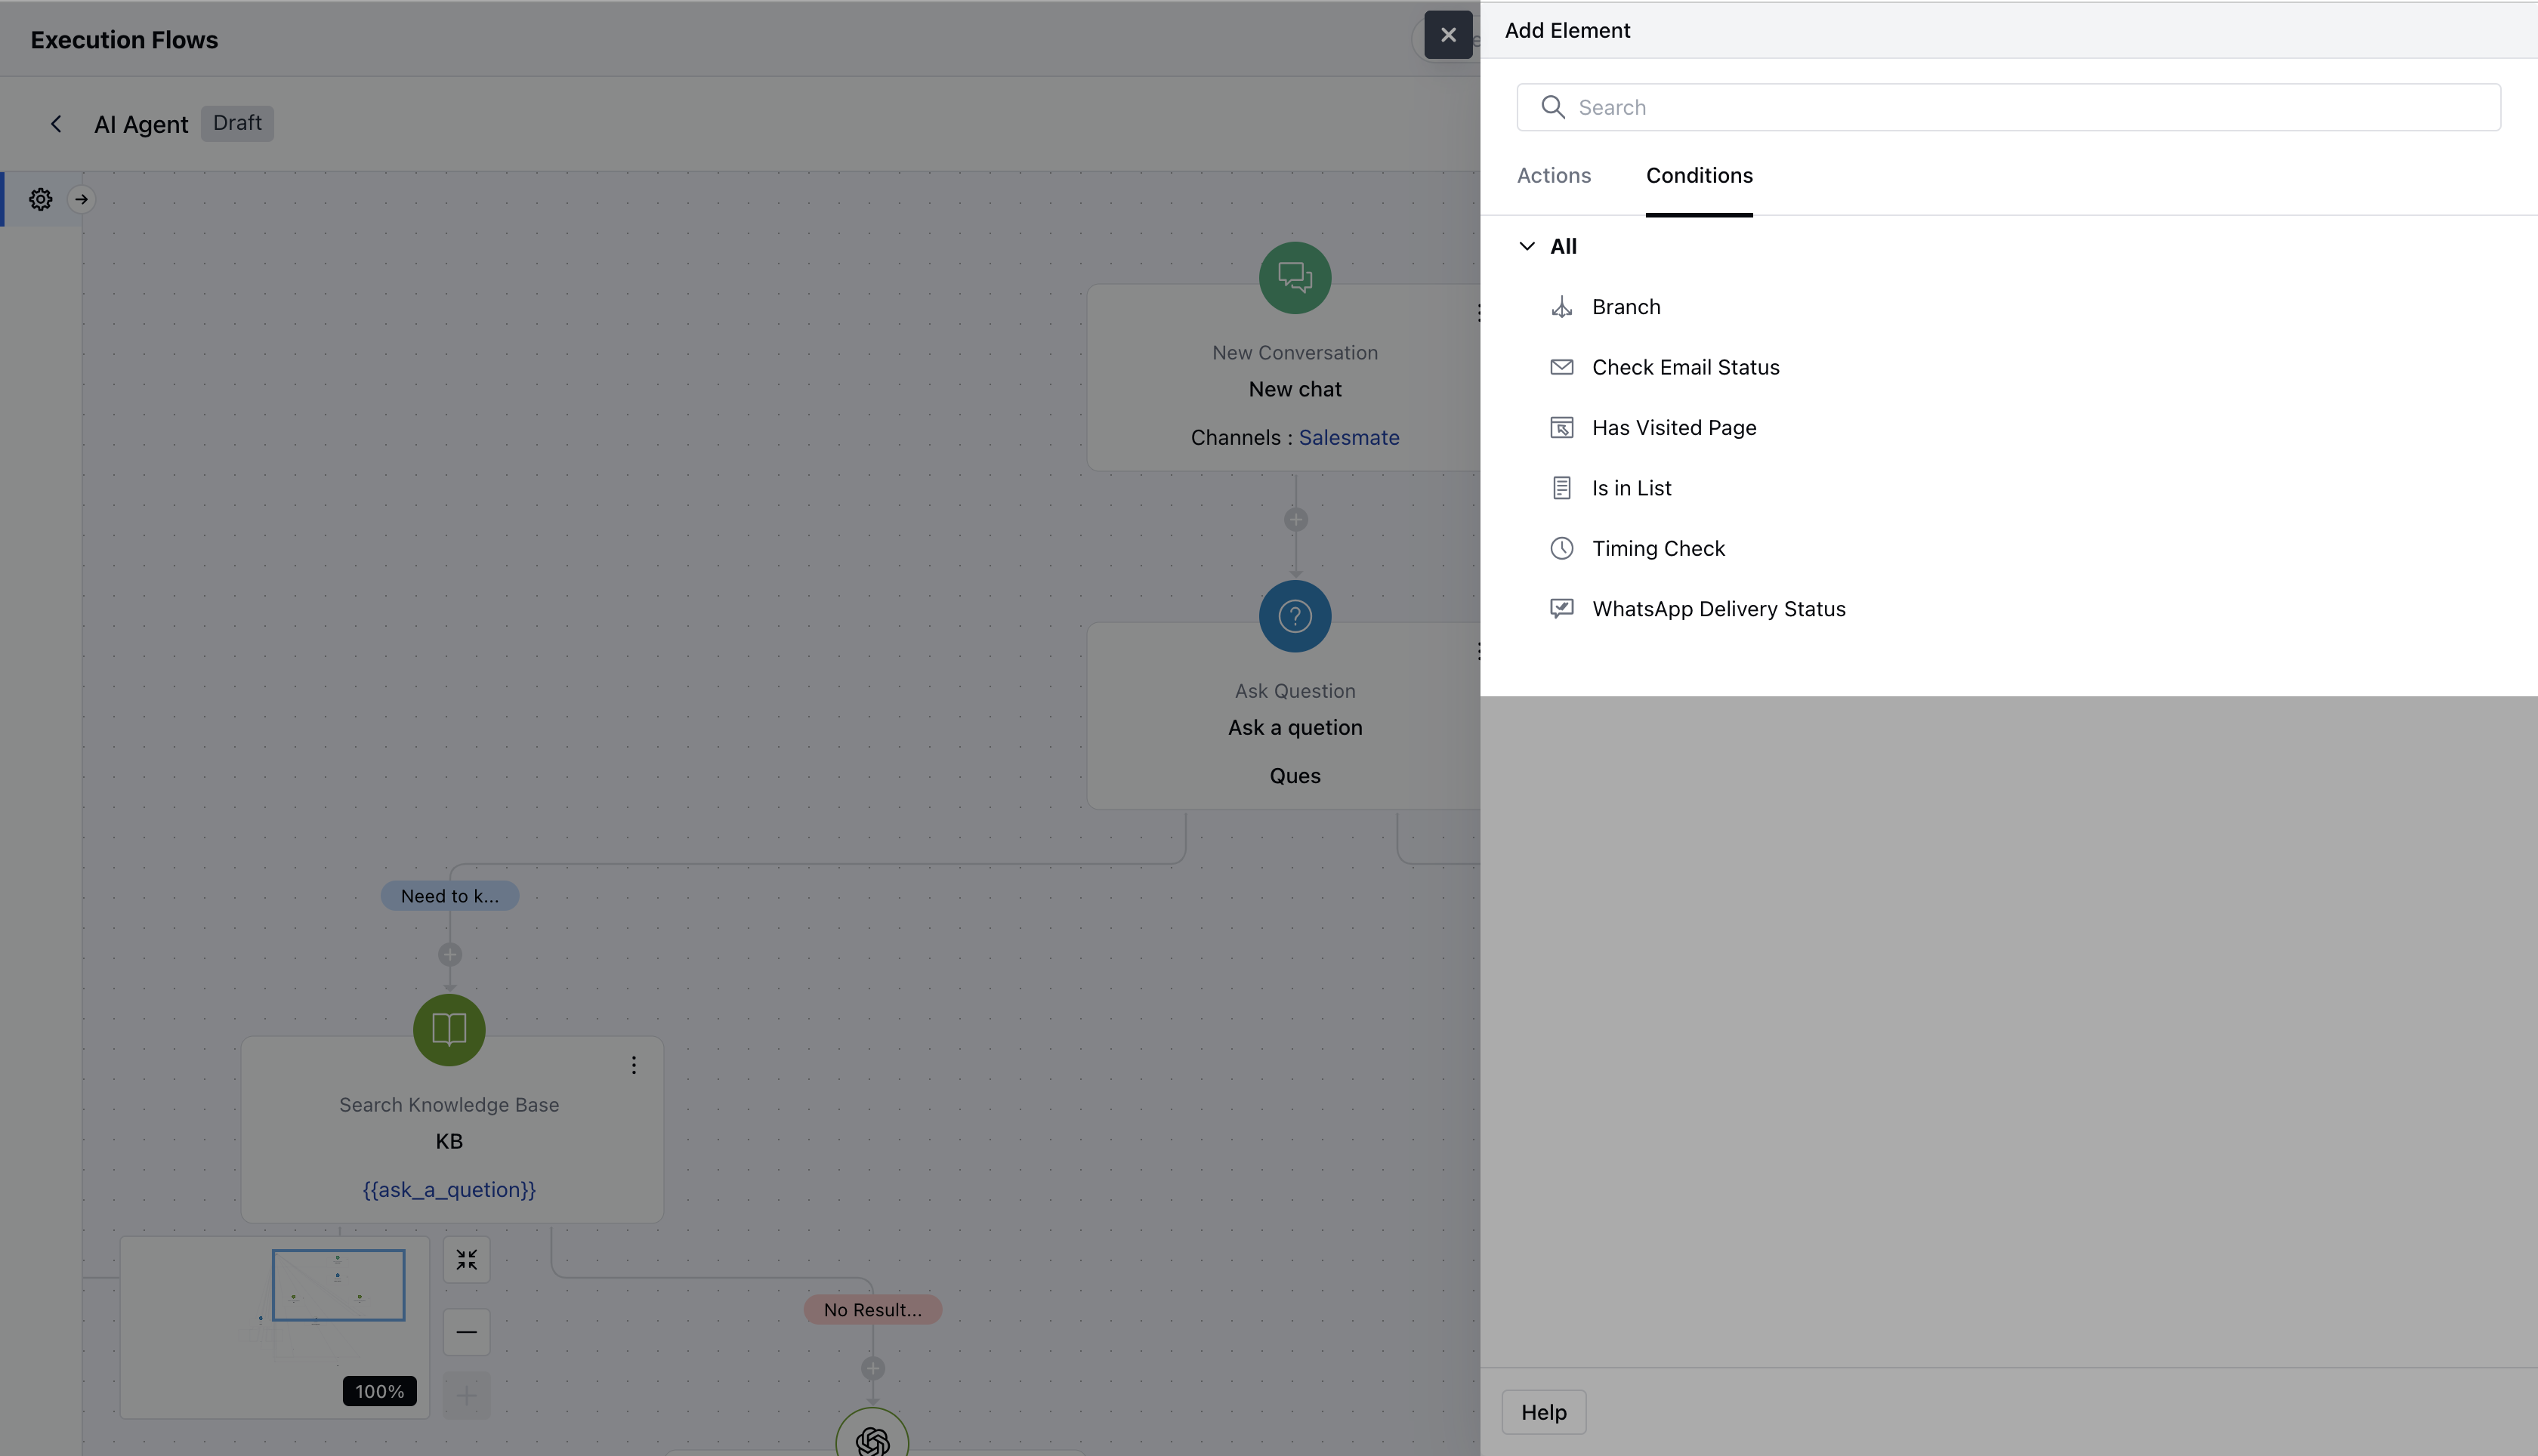 Execution Flows
AI Agent
Draft
New Conversation
New chat
Channels : Salesmate
Ask Question
Ask a quetion
Ques
Need to k...
Search Knowledge Base
KB
{{ask_a_quetion}}
No Result...
100%
Add Element
Search
Actions
Conditions
All
Branch
Check Email Status
Has Visited Page
Is in List
Timing Check
WhatsApp Delivery Status
Help